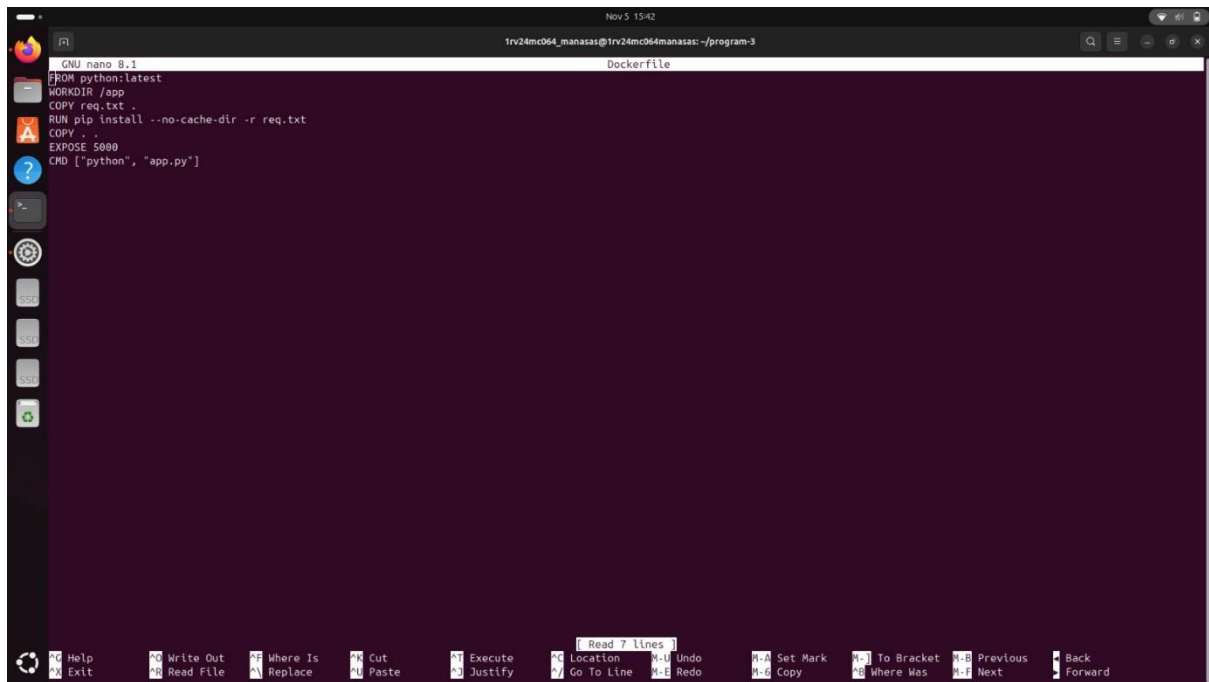 Nov 5 15:42
1rv24mc064_manasas@1rv24mc064manasas: ~/program-3
GNU nano 8.1 Dockerfile
FROM python:latest
WORKDIR /app
COPY req.txt .
RUN pip install --no-cache-dir -r req.txt
COPY . .
EXPOSE 5000
CMD ["python", "app.py"]
SSD
SSD
SSD
[ Read 7 lines ]
^G Help ^O Write Out ^F Where Is ^K Cut ^T Execute ^C Location M-U Undo M-A Set Mark M-] To Bracket M-B Previous ◂ Back
^X Exit ^R Read File ^\ Replace ^U Paste ^J Justify ^/ Go To Line M-E Redo M-6 Copy ^B Where Was M-F Next ▸ Forward